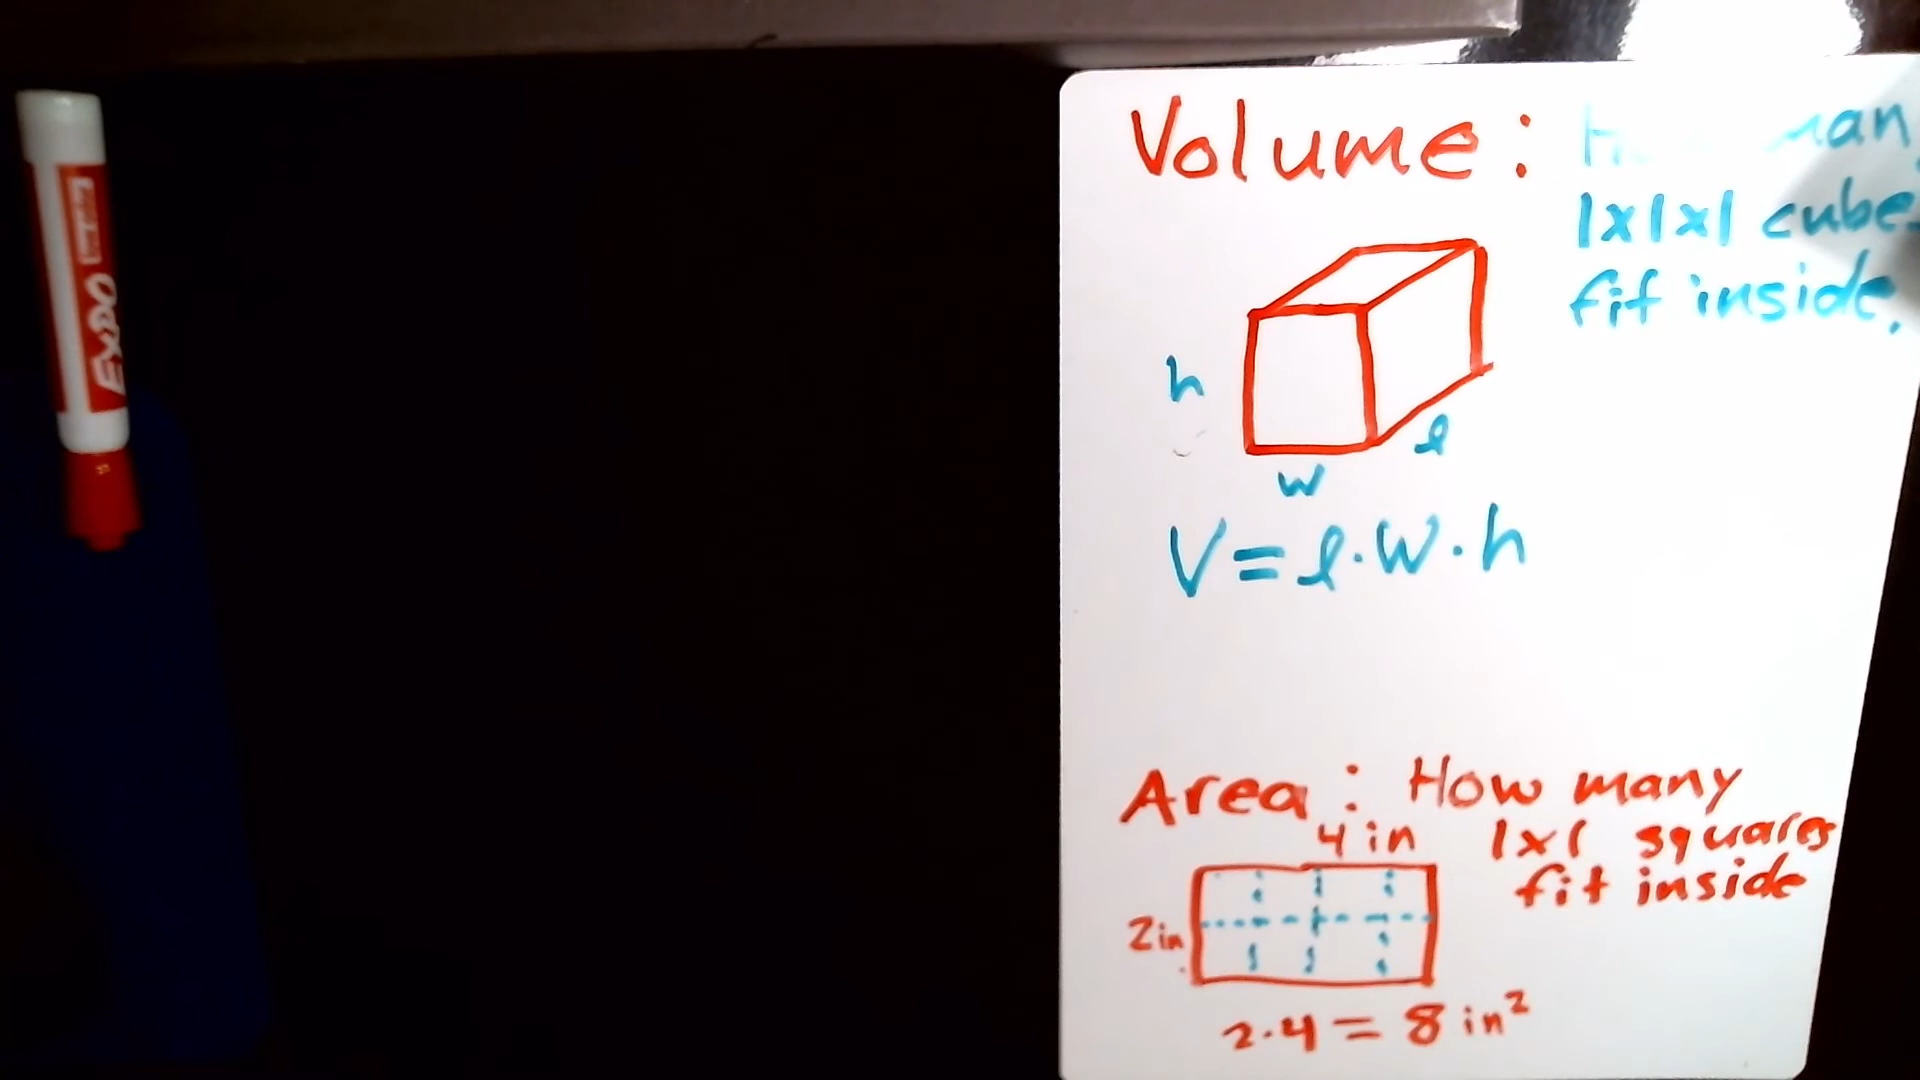 EXPO
Volume:
1x1x1 cubes
fit inside.
h
l
w
V = l·w·h
Area: How many
1x1 squares
fit inside
4 in
2in
2·4 = 8 in²